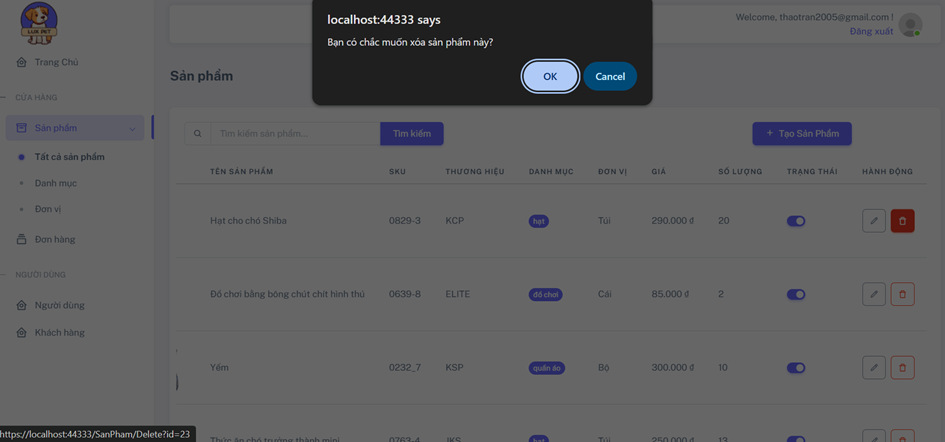 localhost:44333 says
Bạn có chắc muốn xóa sản phẩm này?
OK
Cancel
LUK PKT
Welcome, thaotran2005@gmail.com !
Đăng xuất
Trang Chủ
CỬA HÀNG
Sản phẩm
Tất cả sản phẩm
Danh mục
Đơn vị
Đơn hàng
NGƯỜI DÙNG
Người dùng
Khách hàng
Sản phẩm
Tìm kiếm sản phẩm...
Tìm kiếm
+ Tạo Sản Phẩm
TÊN SẢN PHẨM SKU THƯƠNG HIỆU DANH MỤC ĐƠN VỊ GIÁ SỐ LƯỢNG TRẠNG THÁI HÀNH ĐỘNG
Hạt cho chó Shiba 0829-3 KCP hạt Túi 290.000 ₫ 20
Đồ chơi bằng bông chút chít hình thú 0639-8 ELITE đồ chơi Cái 85.000 ₫ 2
Yếm 0232_7 KSP quần áo Bộ 300.000 ₫ 10
Thức ăn chó trưởng thành mini 0763-4 JKS hạt Túi 250.000 ₫ 13
https://localhost:44333/SanPham/Delete?id=23